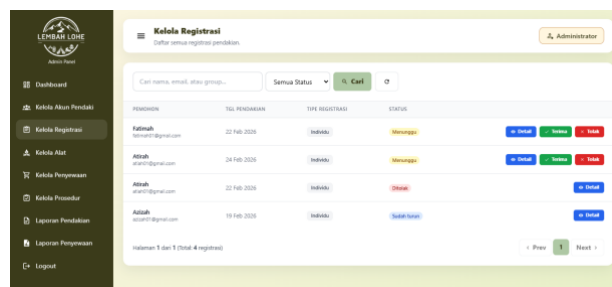 LEMBAH LOHE
Admin Panel
Dashboard
Kelola Akun Pendaki
Kelola Registrasi
Kelola Alat
Kelola Penyewaan
Kelola Prosedur
Laporan Pendakian
Laporan Penyewaan
Logout
Kelola Registrasi
Daftar semua registrasi pendakian.
Administrator
Cari nama, email, atau group...
Semua Status
Cari
PEMOHON TGL PENDAKIAN TIPE REGISTRASI STATUS
Fatimah 22 Feb 2026 Individu Menunggu Detail Terima Tolak
fatimah01@gmail.com
Atirah 24 Feb 2026 Individu Menunggu Detail Terima Tolak
atirah01@gmail.com
Atirah 22 Feb 2026 Individu Ditolak Detail
atirah01@gmail.com
Azizah 19 Feb 2026 Individu Sudah turun Detail
azizah01@gmail.com
Halaman 1 dari 1 (Total: 4 registrasi)
< Prev 1 Next >